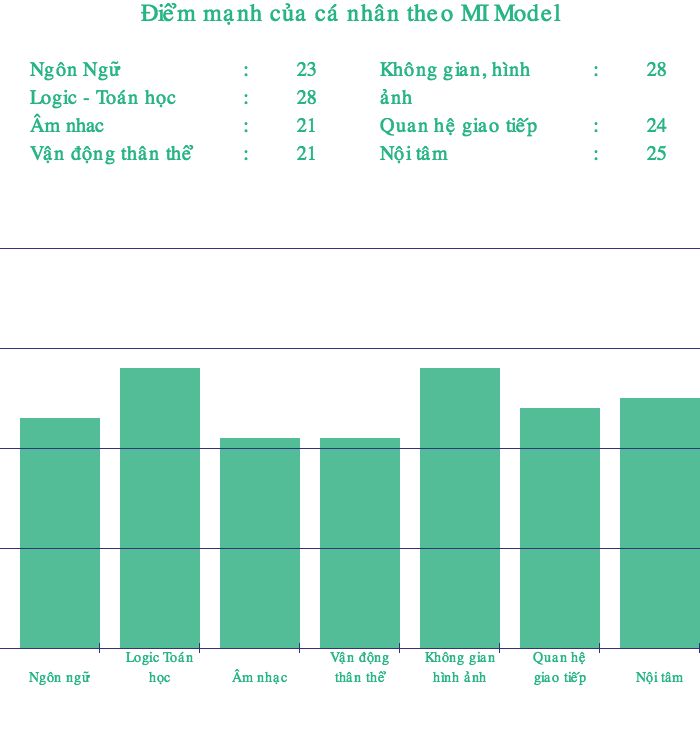 Điểm mạnh của cá nhân theo MI Model
Ngôn Ngữ : 23
Logic - Toán học : 28
Âm nhac : 21
Vận động thân thể : 21
Không gian, hình : 28
ảnh
Quan hệ giao tiếp : 24
Nội tâm : 25
Ngôn ngữ
Logic Toán
học
Âm nhạc
Vận động
thân thể
Không gian
hình ảnh
Quan hệ
giao tiếp
Nội tâm